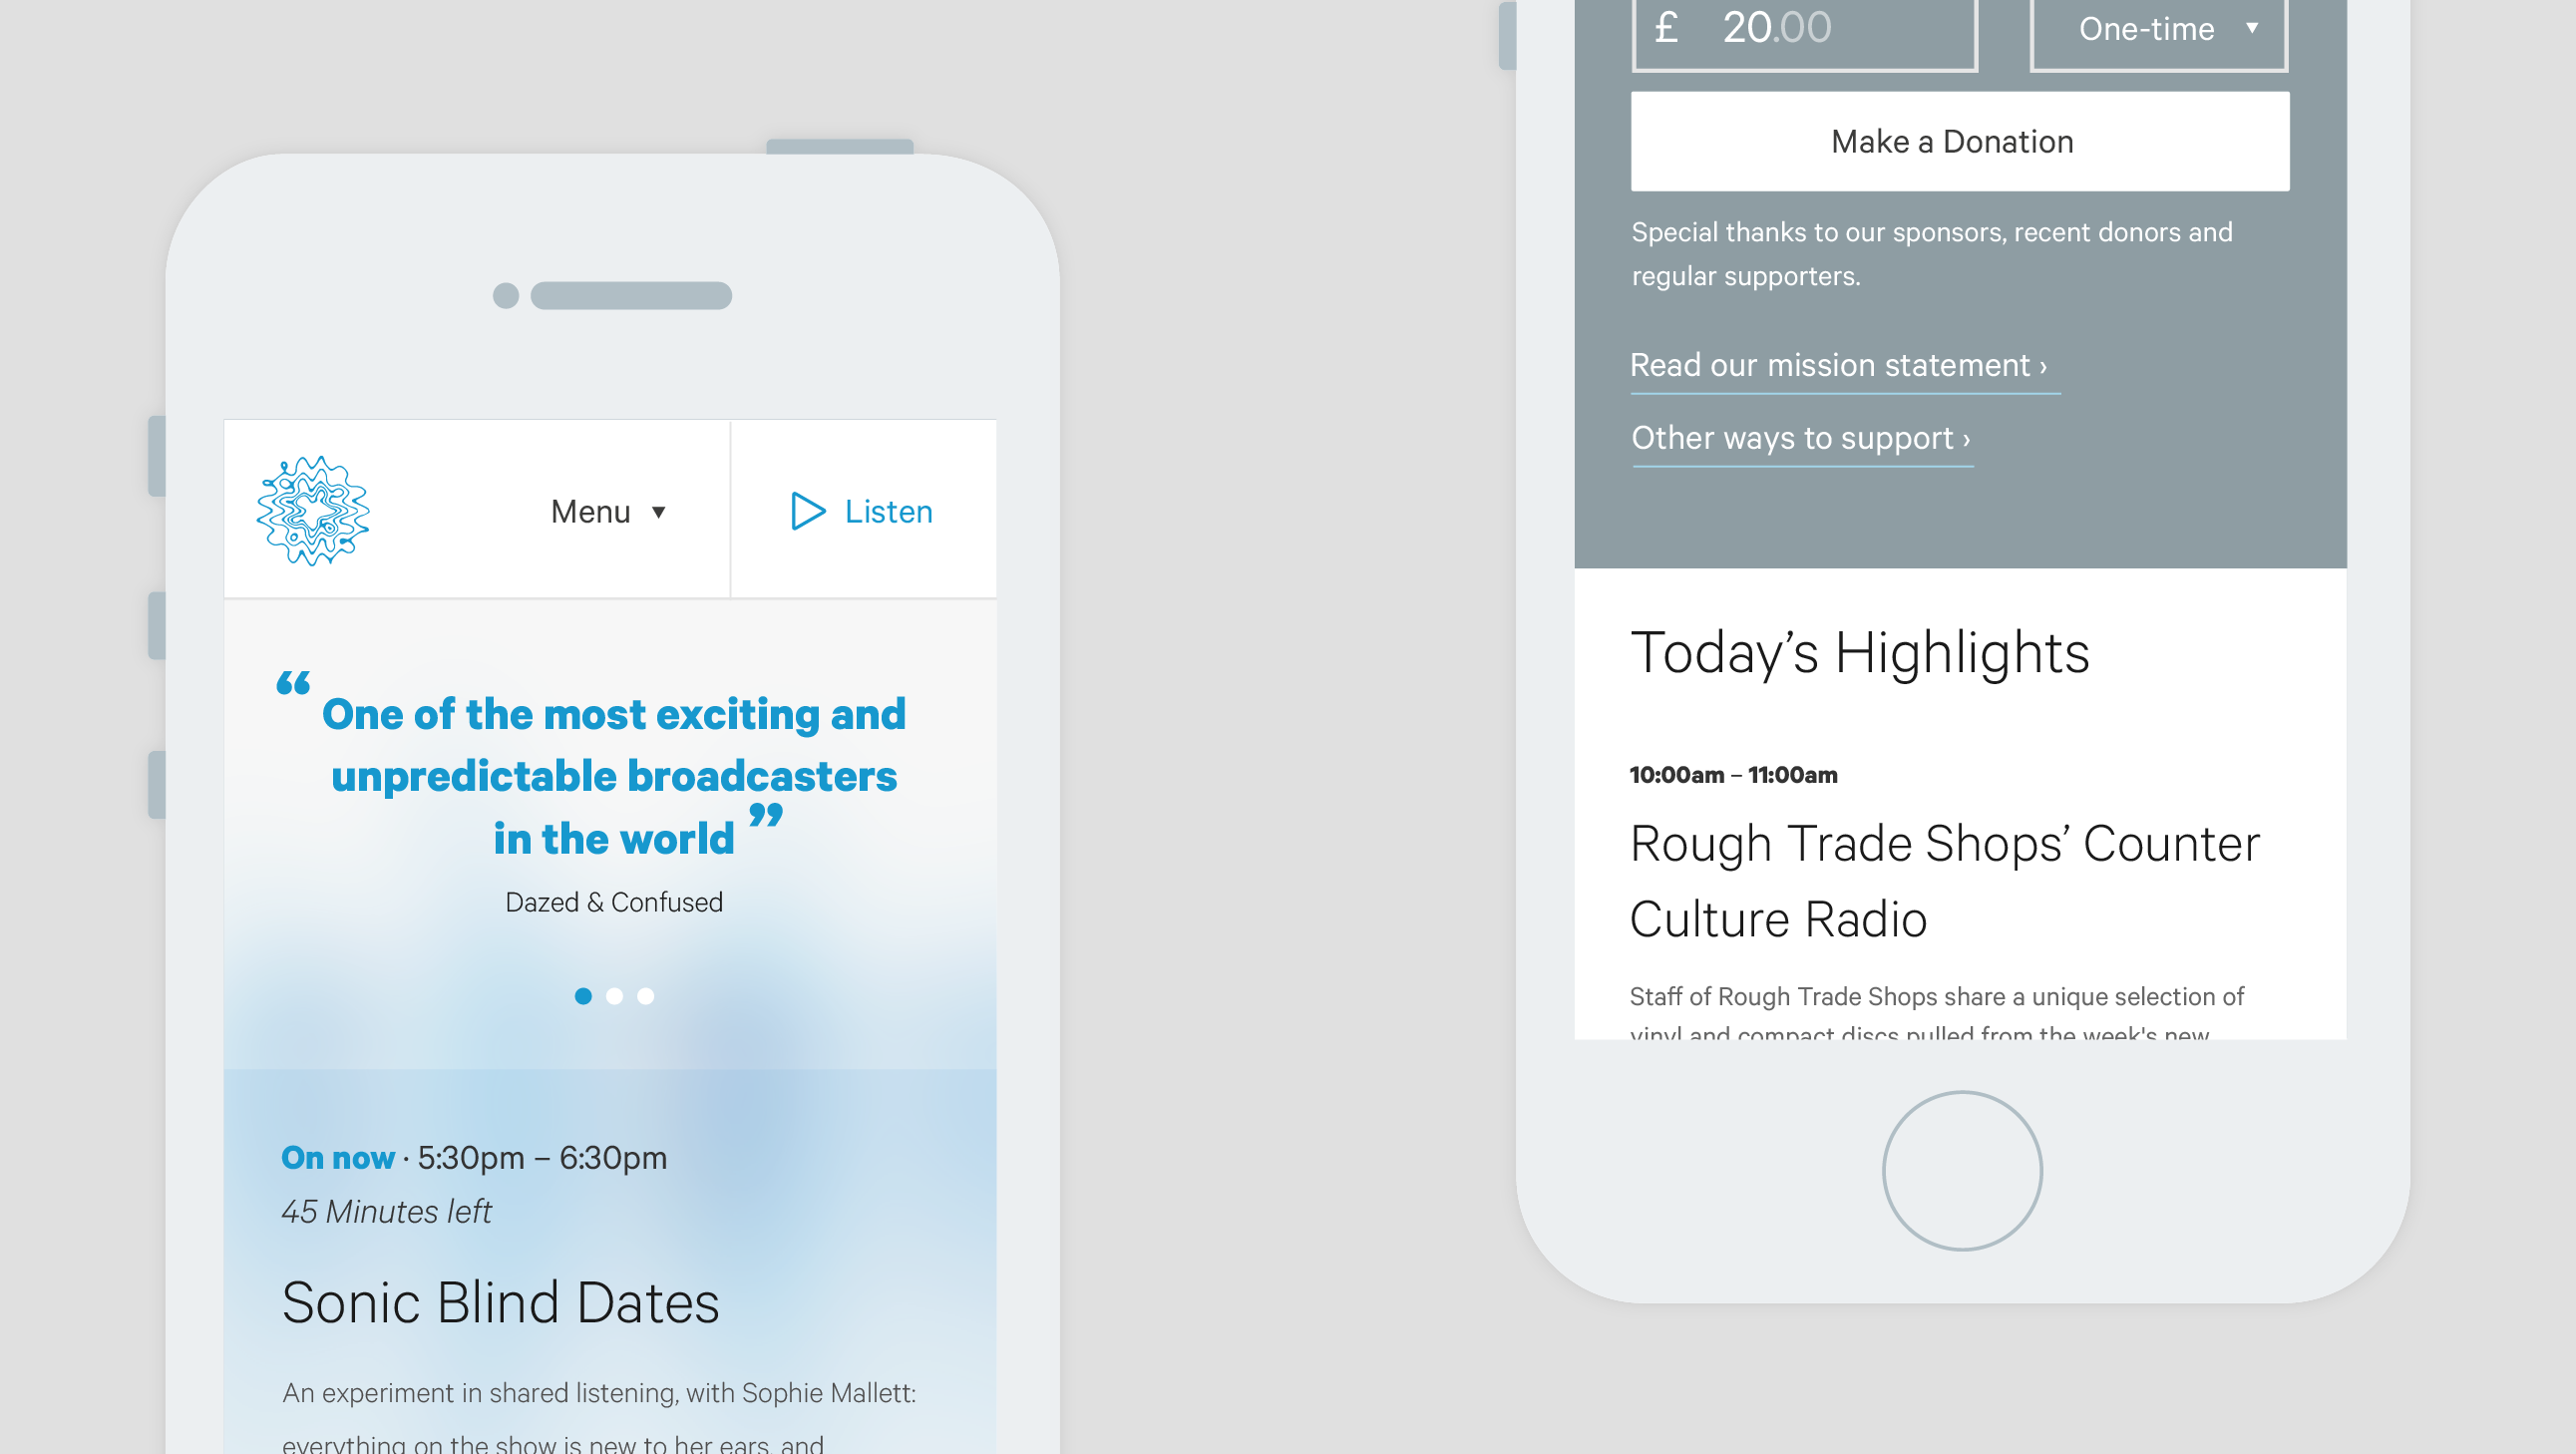 Menu ▼
Listen
“ One of the most exciting and
unpredictable broadcasters
in the world ”
Dazed & Confused
On now · 5:30pm – 6:30pm
45 Minutes left
Sonic Blind Dates
An experiment in shared listening, with Sophie Mallett:
everything on the show is new to her ears, and
£ 20.00
One-time ▼
Make a Donation
Special thanks to our sponsors, recent donors and
regular supporters.
Read our mission statement ›
Other ways to support ›
Today’s Highlights
10:00am – 11:00am
Rough Trade Shops’ Counter
Culture Radio
Staff of Rough Trade Shops share a unique selection of
vinyl and compact discs pulled from the week's new